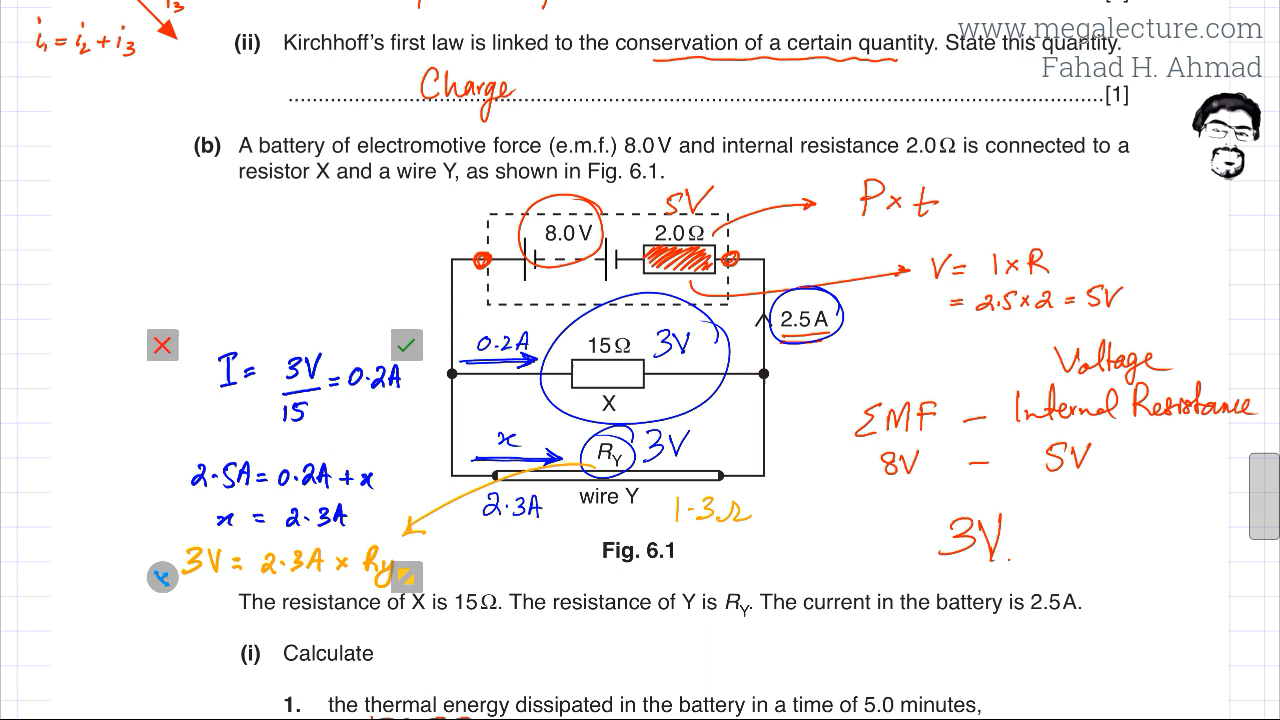 i₃
i₁ = i₂ + i₃
www.megalecture.com
(ii) Kirchhoff's first law is linked to the conservation of a certain quantity. State this quantity.
Fahad H. Ahmad
Charge
[1]
(b) A battery of electromotive force (e.m.f.) 8.0 V and internal resistance 2.0 Ω is connected to a
resistor X and a wire Y, as shown in Fig. 6.1.
5V
P × t
8.0 V
2.0 Ω
V = I × R
= 2.5 × 2 = 5V
2.5 A
0.2A
15 Ω
3V
X
I = 3V/15 = 0.2A
Voltage
EMF - Internal Resistance
8V - 5V
3V.
x
R_Y
3V
wire Y
2.3A
1.3Ω
2.5A = 0.2A + x
x = 2.3A
3V = 2.3A × Ry
Fig. 6.1
The resistance of X is 15 Ω. The resistance of Y is R_Y. The current in the battery is 2.5 A.
(i) Calculate
1. the thermal energy dissipated in the battery in a time of 5.0 minutes,